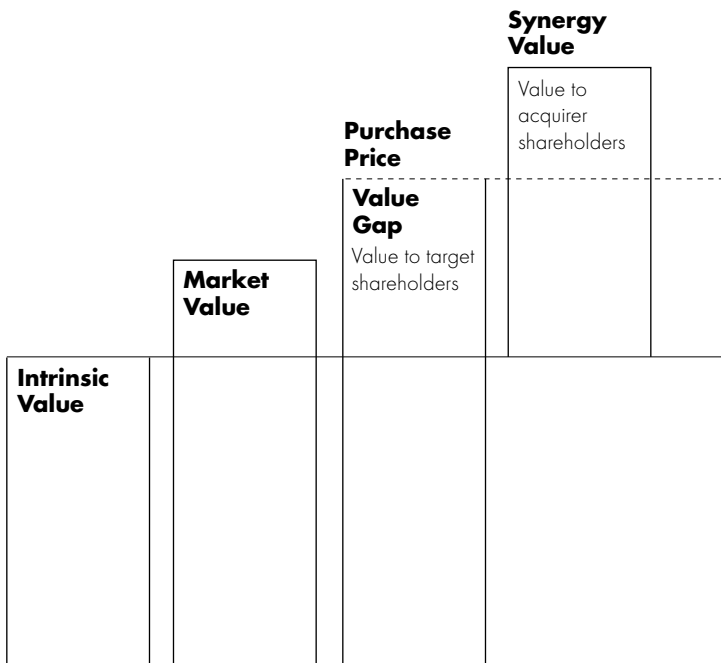 Synergy
Value
Value to
acquirer
shareholders
Purchase
Price
Value
Gap
Value to target
shareholders
Market
Value
Intrinsic
Value